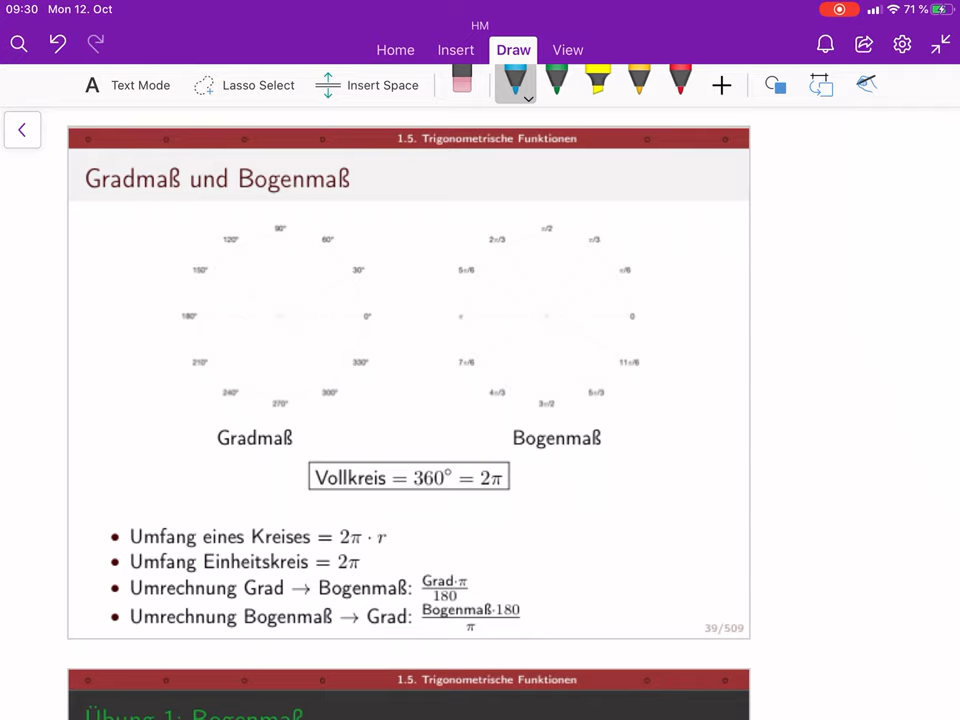 09:30 Mon 12. Oct
71 %
HM
Home Insert Draw View
A Text Mode Lasso Select Insert Space
1.5. Trigonometrische Funktionen
Gradmaß und Bogenmaß
90° π/2
120° 60° 2π/3 π/3
150° 30° 5π/6 π/6
180° 0° π 0
210° 330° 7π/6 11π/6
240° 300° 4π/3 5π/3
270° 3π/2
Gradmaß Bogenmaß
Vollkreis = 360° = 2π
• Umfang eines Kreises = 2π · r
• Umfang Einheitskreis = 2π
• Umrechnung Grad → Bogenmaß: Grad·π/180
• Umrechnung Bogenmaß → Grad: Bogenmaß·180/π
39/509
1.5. Trigonometrische Funktionen
Übung 1: Bogenmaß